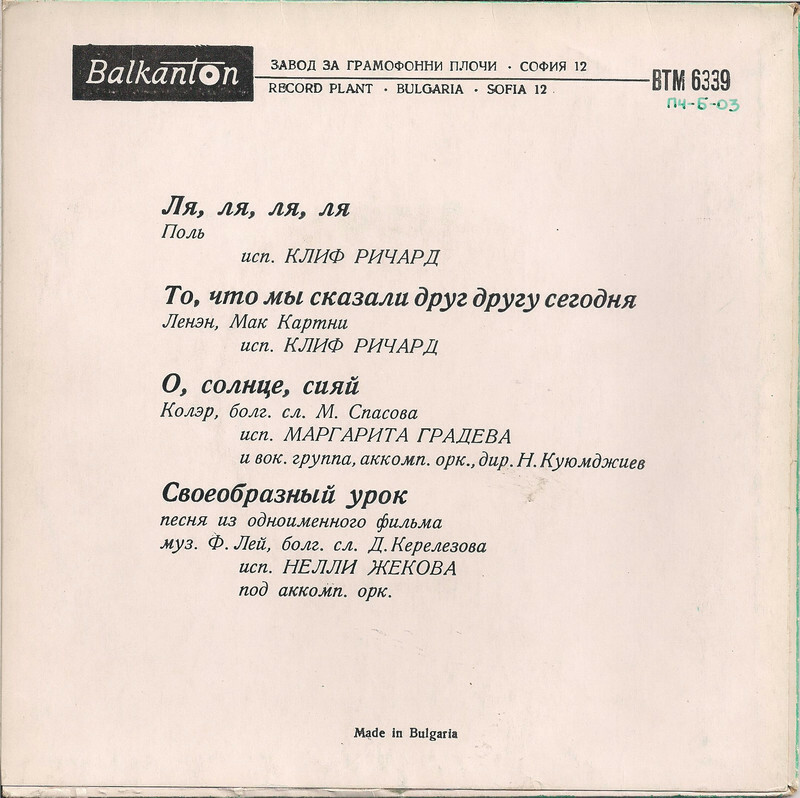 Balkanton
ЗАВОД ЗА ГРАМОФОННИ ПЛОЧИ · СОФИЯ 12
RECORD PLANT · BULGARIA · SOFIA 12
ВТМ 6339
ПЧ-Б-03
Ля, ля, ля, ля
Поль
исп. КЛИФ РИЧАРД
То, что мы сказали друг другу сегодня
Ленэн, Мак Картни
исп. КЛИФ РИЧАРД
О, солнце, сияй
Колэр, болг. сл. М. Спасова
исп. МАРГАРИТА ГРАДЕВА
и вок. группа, аккомп. орк., дир. Н. Куюмджиев
Своеобразный урок
песня из одноименного фильма
муз. Ф. Лей, болг. сл. Д. Керелезова
исп. НЕЛЛИ ЖЕКОВА
под аккомп. орк.
Made in Bulgaria